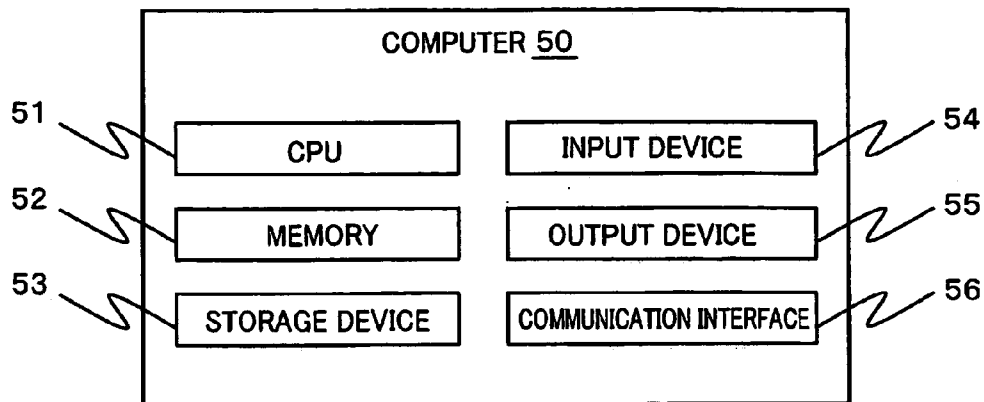 COMPUTER 50
51
CPU
INPUT DEVICE
54
52
MEMORY
OUTPUT DEVICE
55
53
STORAGE DEVICE
COMMUNICATION INTERFACE
56